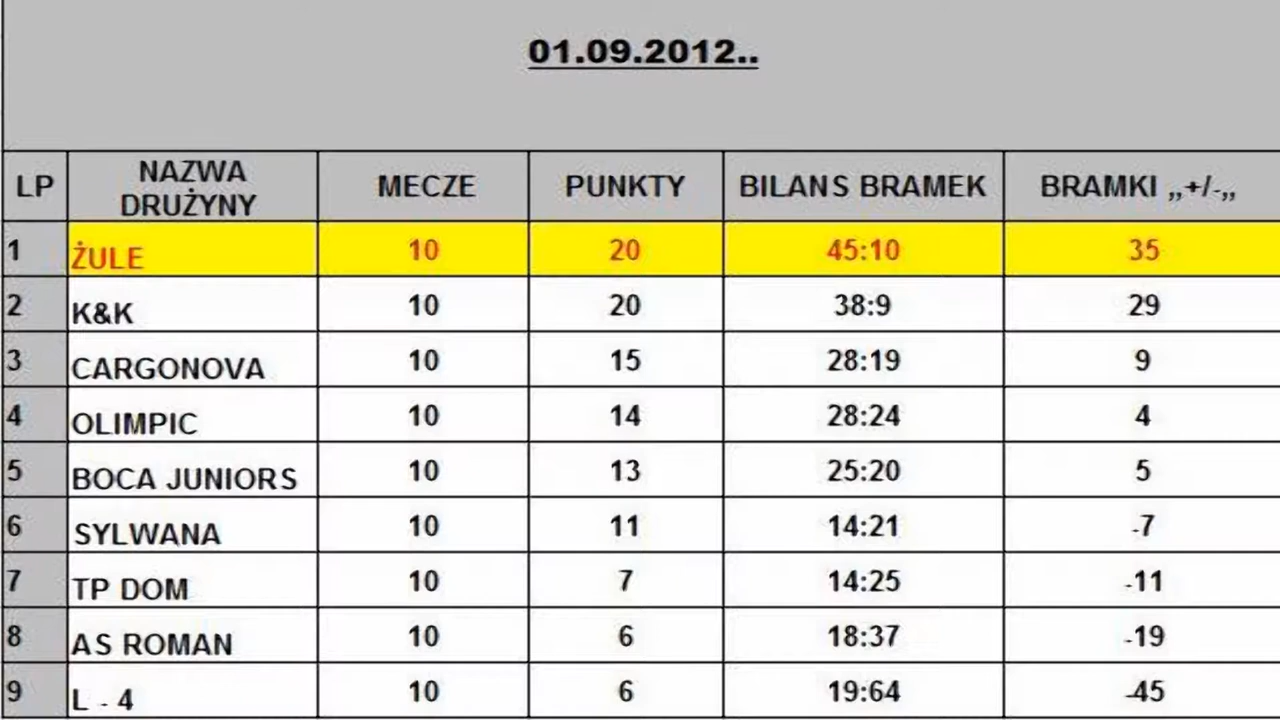 01.09.2012..
LP NAZWA DRUŻYNY MECZE PUNKTY BILANS BRAMEK BRAMKI „+/-„
1 ŻULE 10 20 45:10 35
2 K&K 10 20 38:9 29
3 CARGONOVA 10 15 28:19 9
4 OLIMPIC 10 14 28:24 4
5 BOCA JUNIORS 10 13 25:20 5
6 SYLWANA 10 11 14:21 -7
7 TP DOM 10 7 14:25 -11
8 AS ROMAN 10 6 18:37 -19
9 L - 4 10 6 19:64 -45